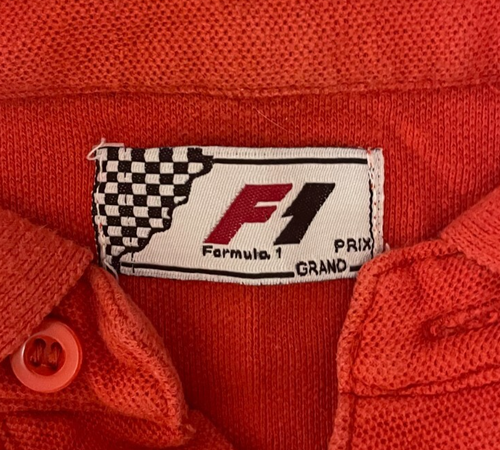 F1
Formula. 1
PRIX
GRAND